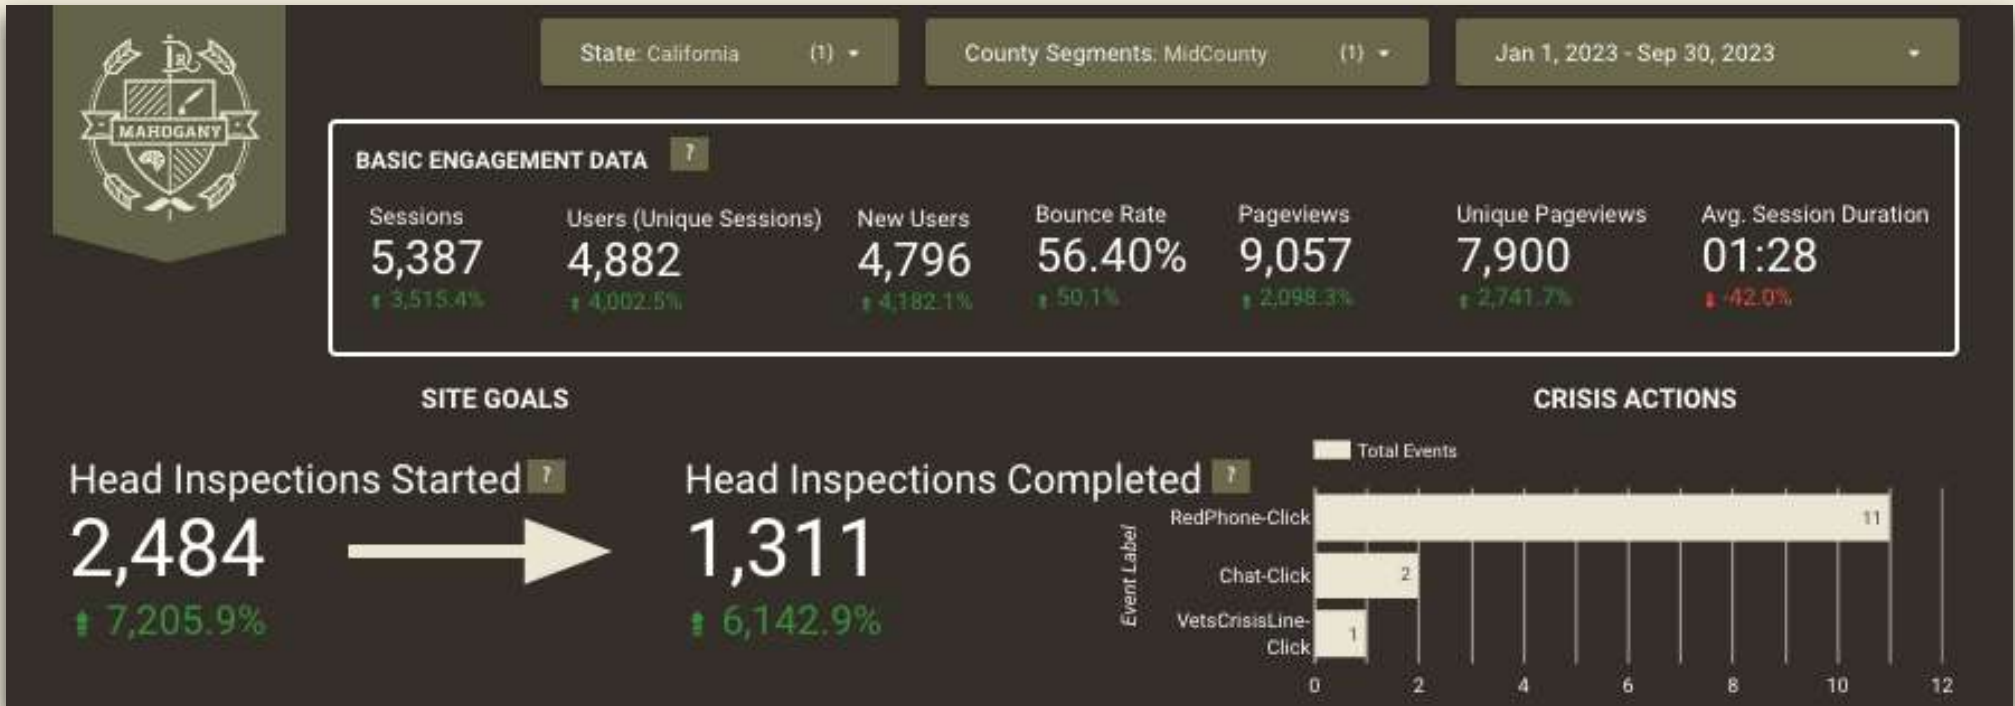 State: California (1)
County Segments: MidCounty (1)
Jan 1, 2023 - Sep 30, 2023
R
MAHOGANY
BASIC ENGAGEMENT DATA ?
Sessions
5,387
3,515.4%
Users (Unique Sessions)
4,882
4,002.5%
New Users
4,796
4,182.1%
Bounce Rate
56.40%
50.1%
Pageviews
9,057
2,098.3%
Unique Pageviews
7,900
2,741.7%
Avg. Session Duration
01:28
-42.0%
SITE GOALS
Head Inspections Started ?
2,484
7,205.9%
Head Inspections Completed ?
1,311
6,142.9%
CRISIS ACTIONS
Total Events
Event Label
RedPhone-Click 11
Chat-Click 2
VetsCrisisLine-
Click 1
0 2 4 6 8 10 12